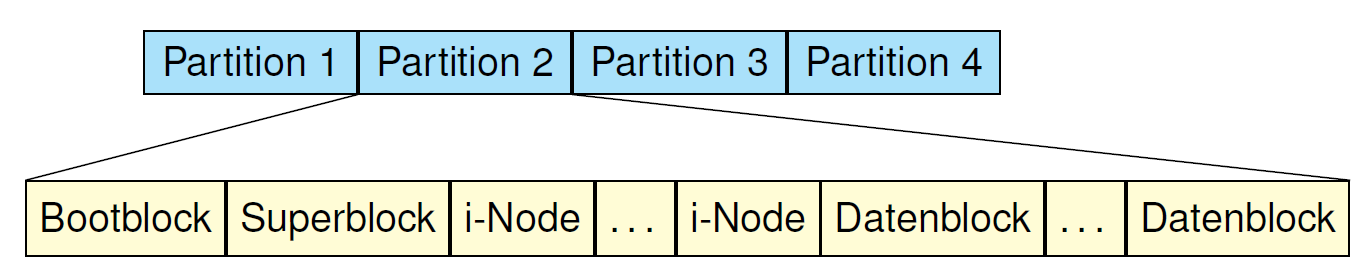 Partition 1 Partition 2 Partition 3 Partition 4
Bootblock Superblock i-Node ... i-Node Datenblock ... Datenblock